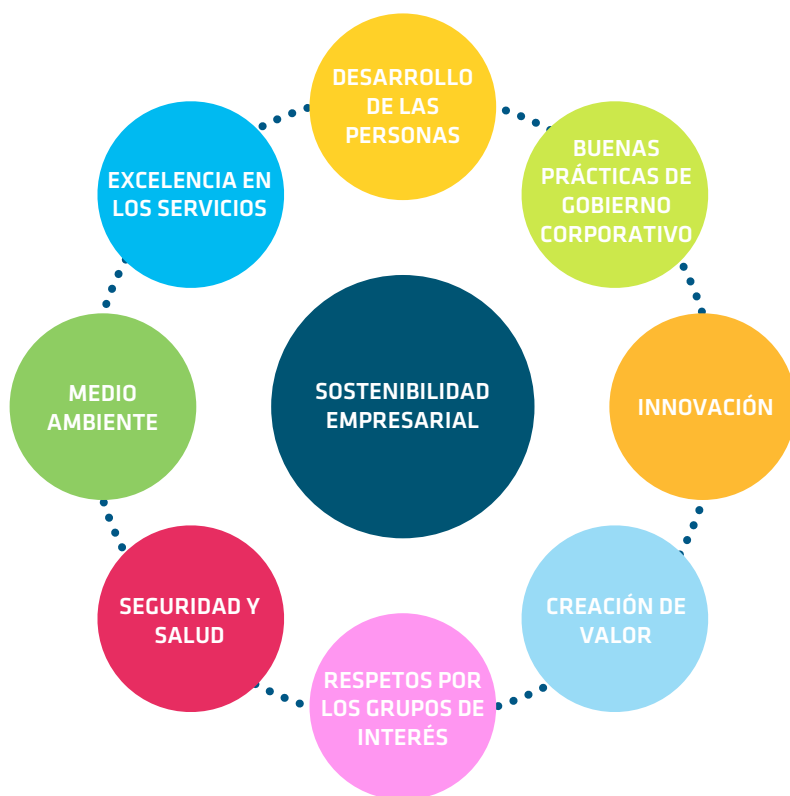 DESARROLLO
DE LAS
PERSONAS
BUENAS
PRÁCTICAS DE
GOBIERNO
CORPORATIVO
INNOVACIÓN
CREACIÓN DE
VALOR
RESPETOS POR
LOS GRUPOS DE
INTERÉS
SEGURIDAD Y
SALUD
MEDIO
AMBIENTE
EXCELENCIA EN
LOS SERVICIOS
SOSTENIBILIDAD
EMPRESARIAL